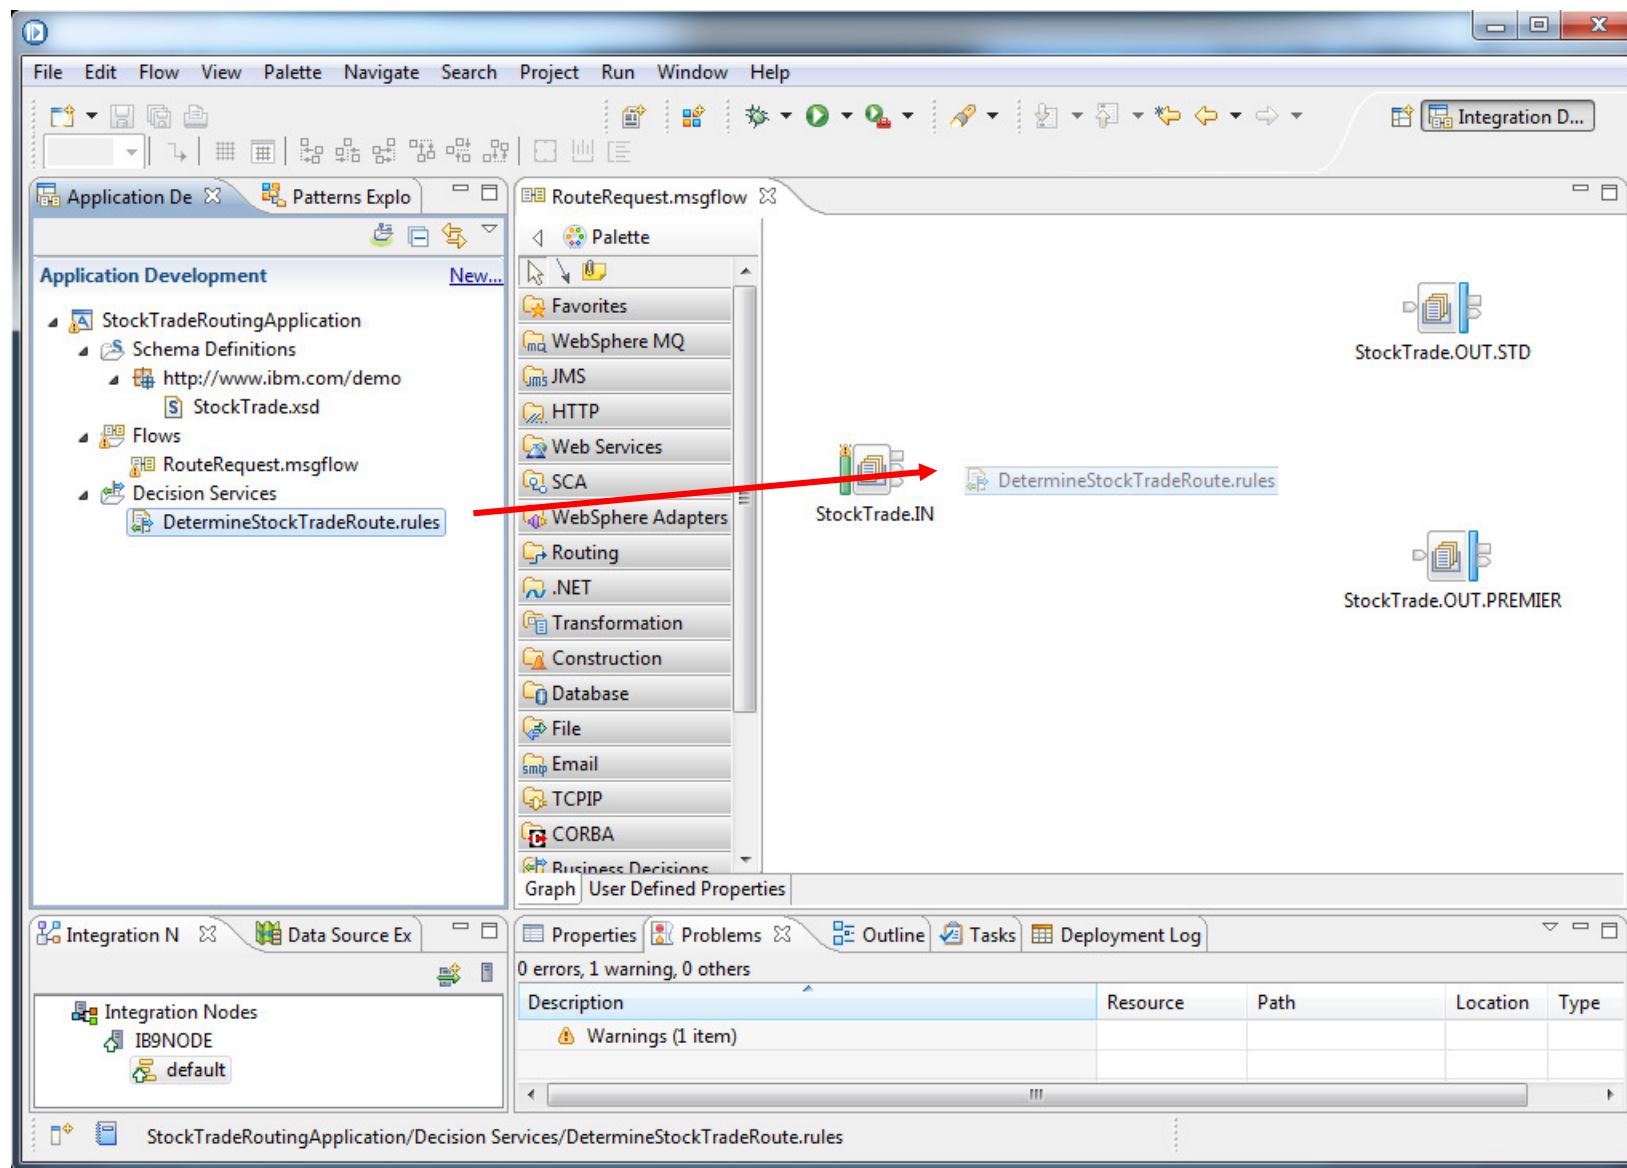 File Edit Flow View Palette Navigate Search Project Run Window Help
Integration D...
Application De
Patterns Explo
Application Development New...
StockTradeRoutingApplication
Schema Definitions
http://www.ibm.com/demo
StockTrade.xsd
Flows
RouteRequest.msgflow
Decision Services
DetermineStockTradeRoute.rules
RouteRequest.msgflow
Palette
Favorites
WebSphere MQ
JMS
HTTP
Web Services
SCA
WebSphere Adapters
Routing
.NET
Transformation
Construction
Database
File
Email
TCPIP
CORBA
Business Decisions
Graph User Defined Properties
StockTrade.OUT.STD
StockTrade.IN
DetermineStockTradeRoute.rules
StockTrade.OUT.PREMIER
Integration N
Data Source Ex
Integration Nodes
IB9NODE
default
Properties Problems Outline Tasks Deployment Log
0 errors, 1 warning, 0 others
Description Resource Path Location Type
Warnings (1 item)
StockTradeRoutingApplication/Decision Services/DetermineStockTradeRoute.rules